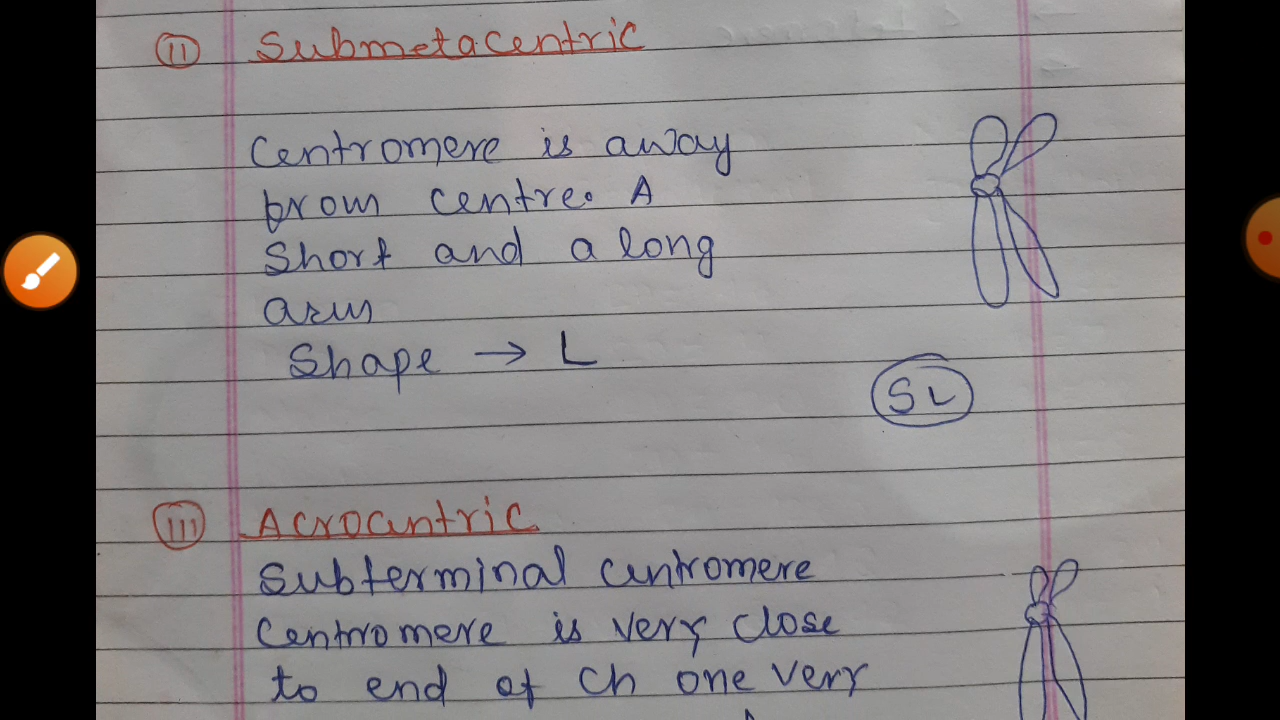 (ii) Submetacentric
Centromere is away
from centre. A
Short and a long
arm
Shape → L
SL
(iii) Acrocentric
Subterminal centromere
Centromere is very close
to end of Ch one very